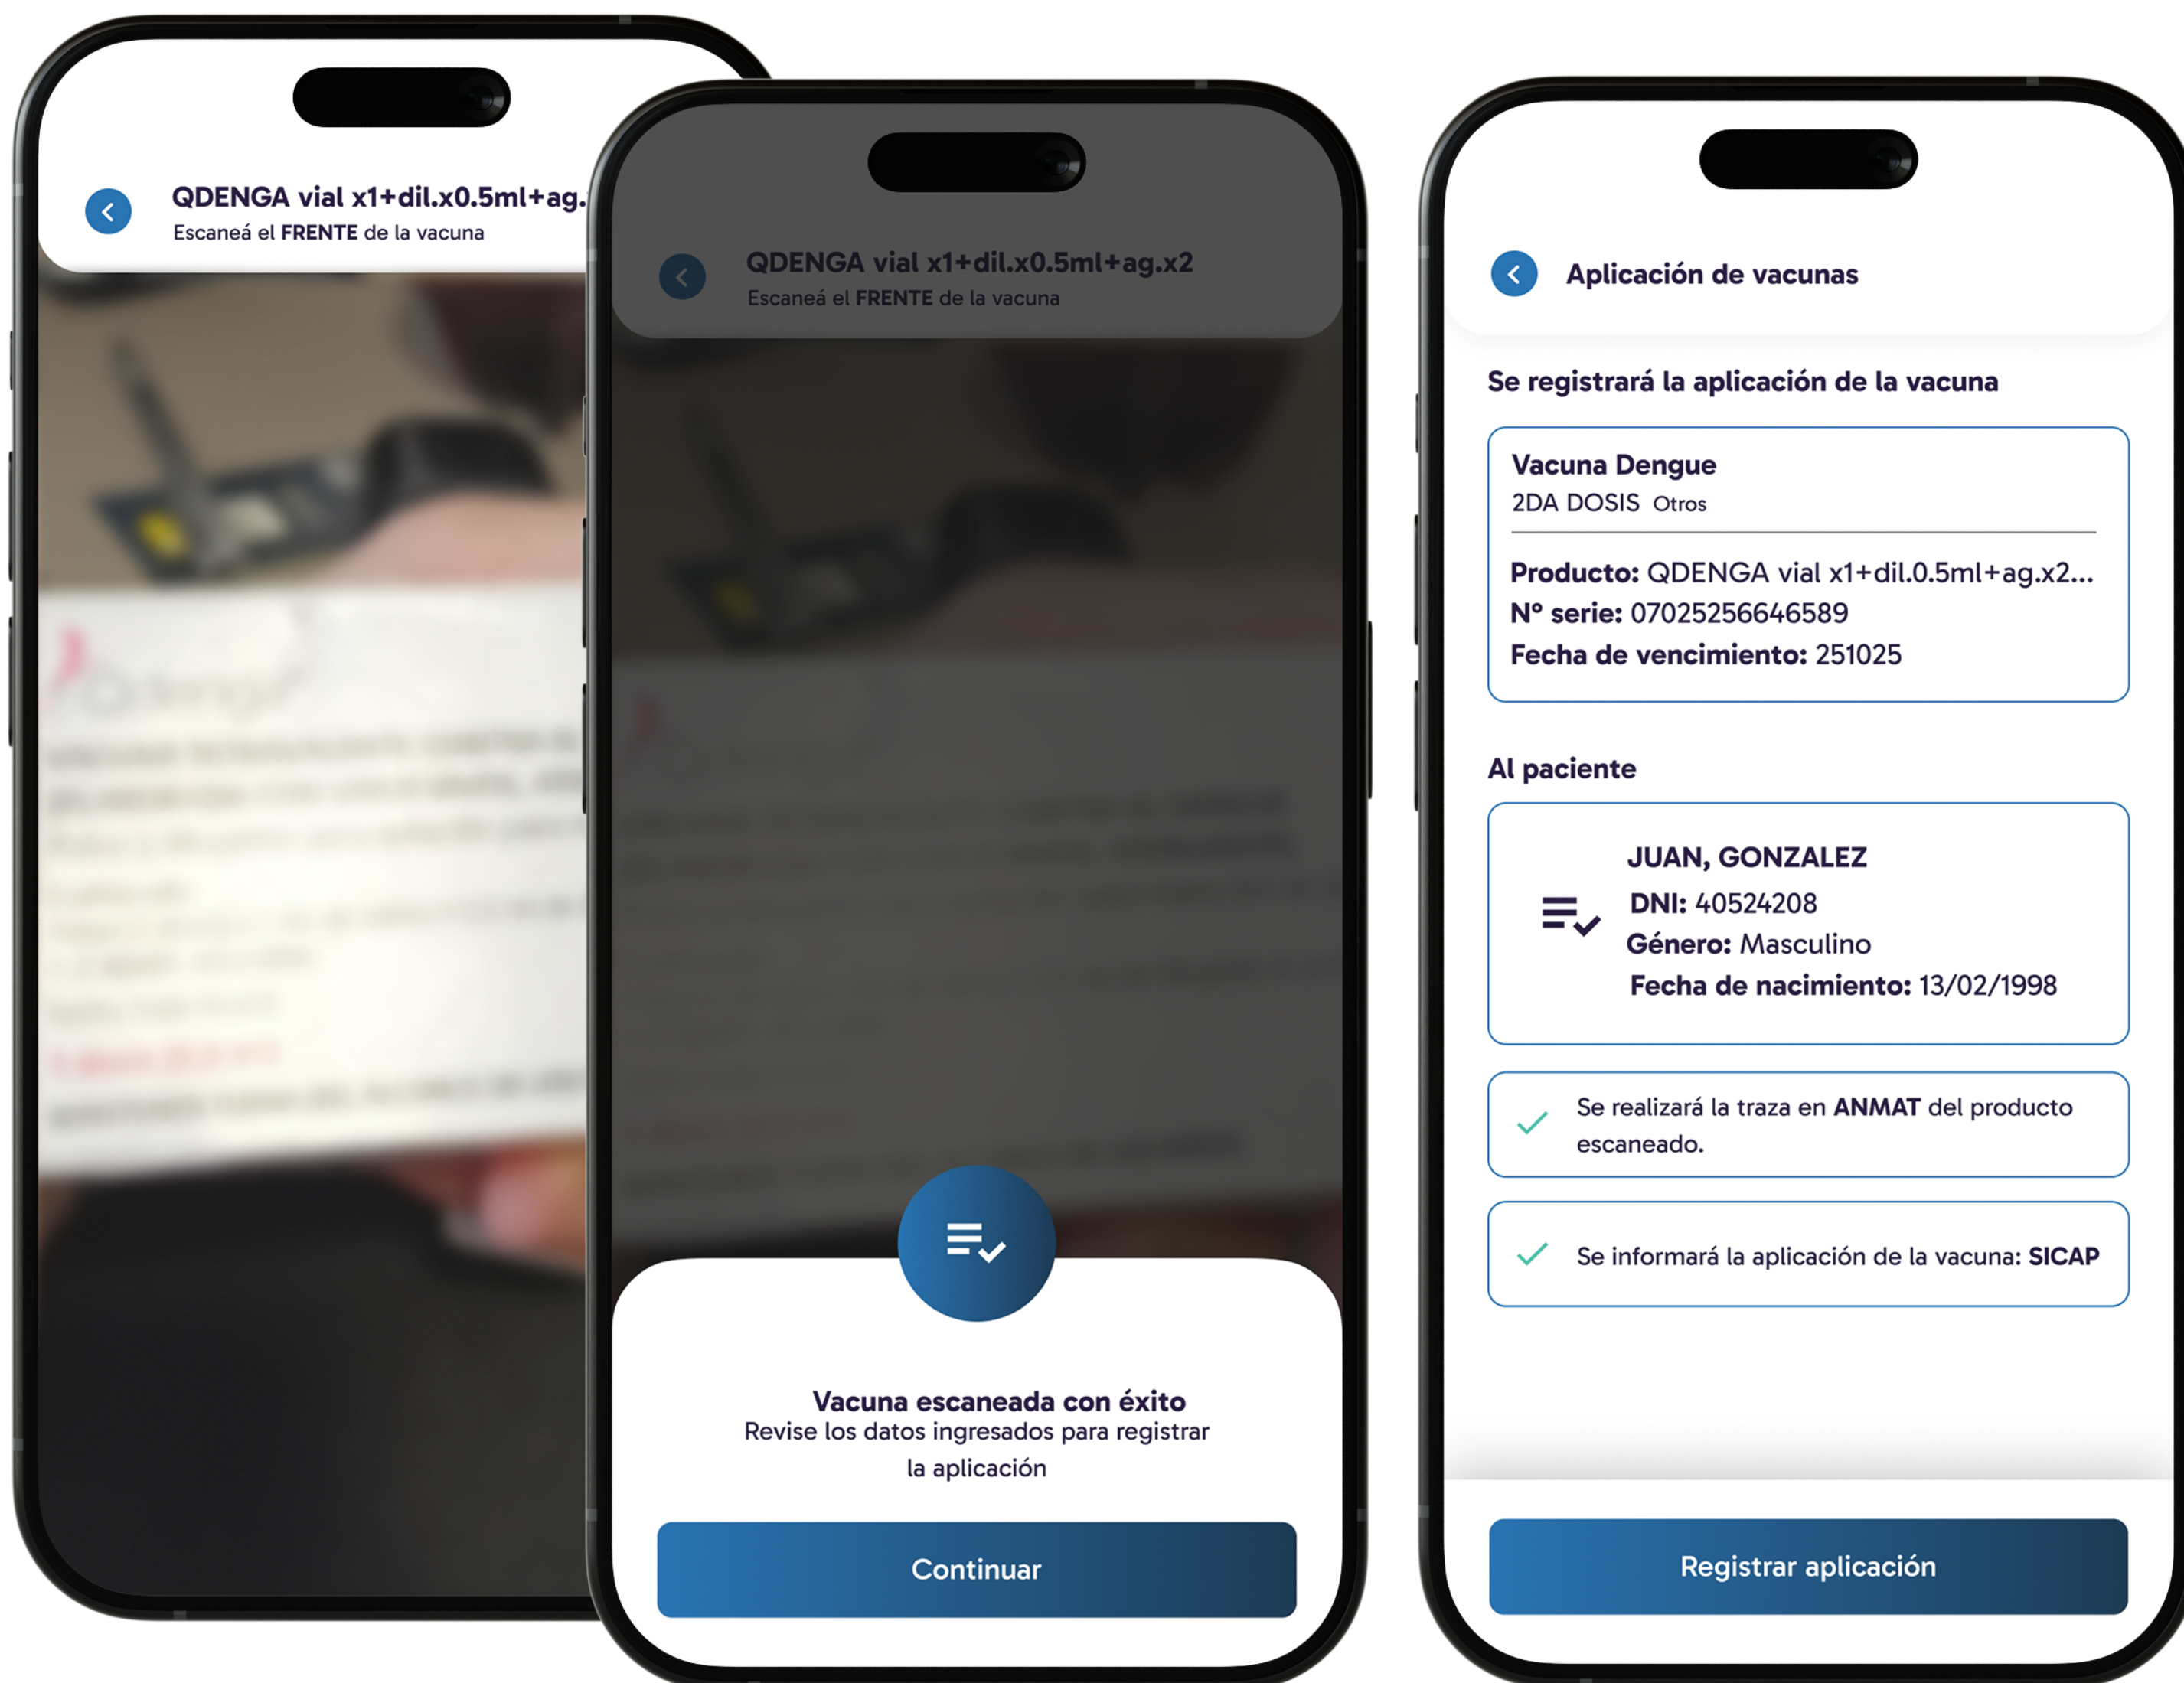 QDENGA vial x1+dil.x0.5ml+ag.
Escaneá el FRENTE de la vacuna
Qdenga
QDENGA vial x1+dil.x0.5ml+ag.x2
Escaneá el FRENTE de la vacuna
Vacuna escaneada con éxito
Revise los datos ingresados para registrar
la aplicación
Continuar
Aplicación de vacunas
Se registrará la aplicación de la vacuna
Vacuna Dengue
2DA DOSIS Otros
Producto: QDENGA vial x1+dil.0.5ml+ag.x2...
N° serie: 07025256646589
Fecha de vencimiento: 251025
Al paciente
JUAN, GONZALEZ
DNI: 40524208
Género: Masculino
Fecha de nacimiento: 13/02/1998
Se realizará la traza en ANMAT del producto
escaneado.
Se informará la aplicación de la vacuna: SICAP
Registrar aplicación